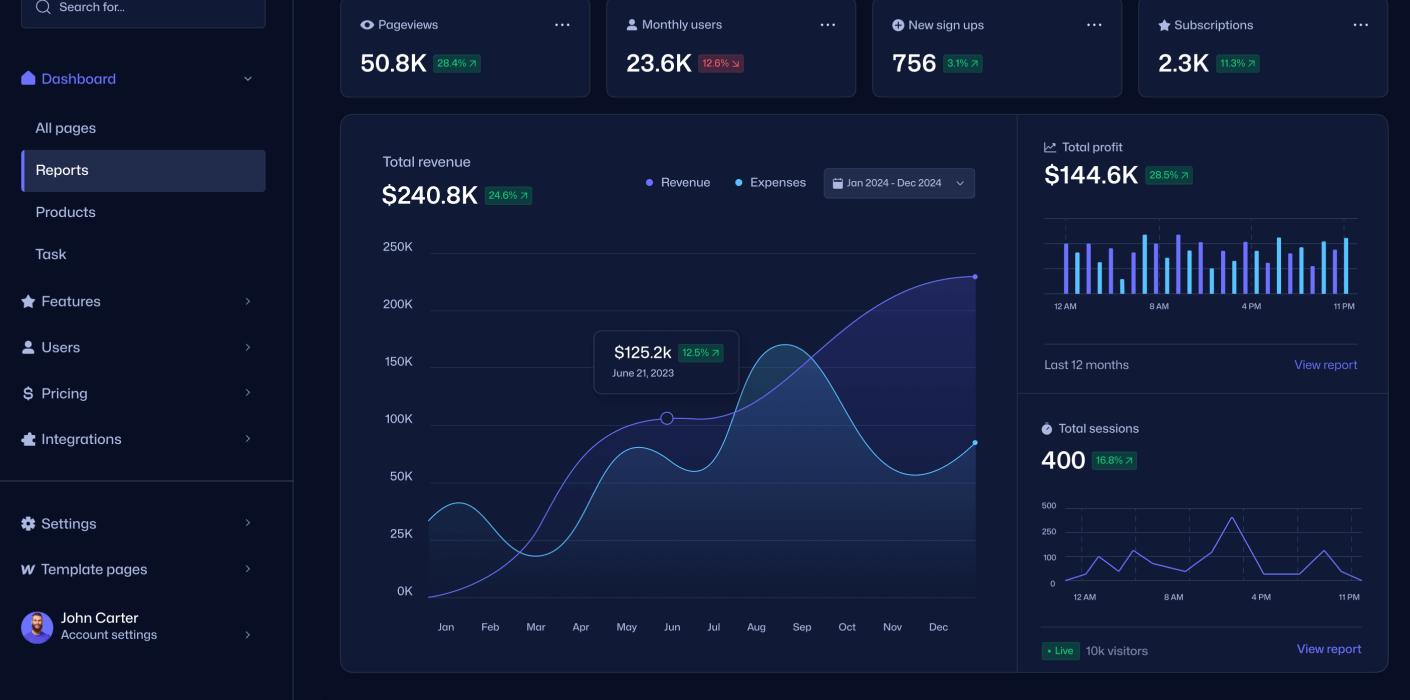 Search for...
Dashboard
All pages
Reports
Products
Task
Features
Users
Pricing
Integrations
Settings
Template pages
John Carter
Account settings
Pageviews
50.8K 28.4%
Monthly users
23.6K 12.6%
New sign ups
756 3.1%
Subscriptions
2.3K 11.3%
Total revenue
$240.8K 24.6%
Revenue
Expenses
Jan 2024 - Dec 2024
250K
200K
150K
100K
50K
25K
0K
$125.2k 12.5%
June 21, 2023
Jan Feb Mar Apr May Jun Jul Aug Sep Oct Nov Dec
Total profit
$144.6K 28.5%
12 AM 8 AM 4 PM 11 PM
Last 12 months
View report
Total sessions
400 16.8%
500
250
100
0
12 AM 8 AM 4 PM 11 PM
Live 10k visitors
View report